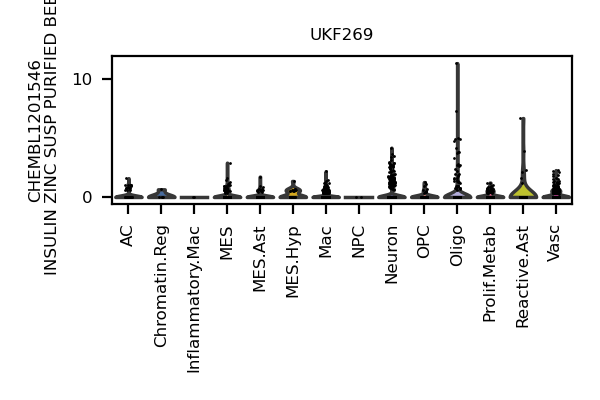 UKF269
CHEMBL1201546
INSULIN ZINC SUSP PURIFIED
10
0
AC
Chromatin.Reg
Inflammatory.Mac
MES
MES.Ast
MES.Hyp
Mac
NPC
Neuron
OPC
Oligo
Prolif.Metab
Reactive.Ast
Vasc